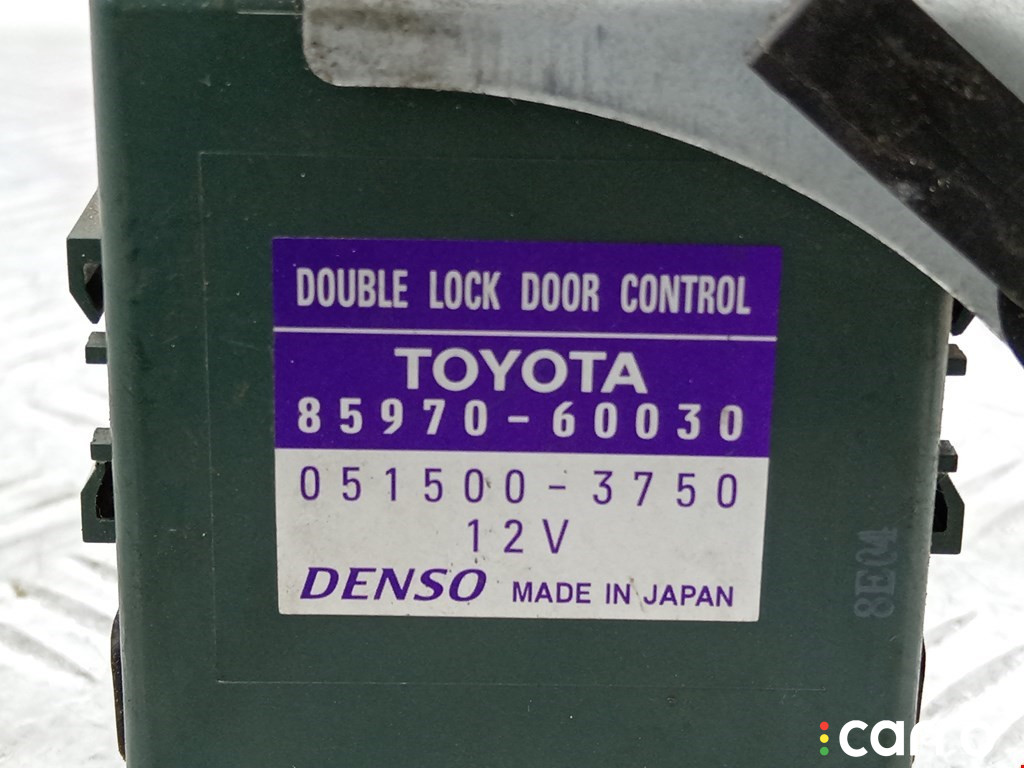 DOUBLE LOCK DOOR CONTROL
TOYOTA
85970-60030
051500-3750
12V
DENSO MADE IN JAPAN
8E04